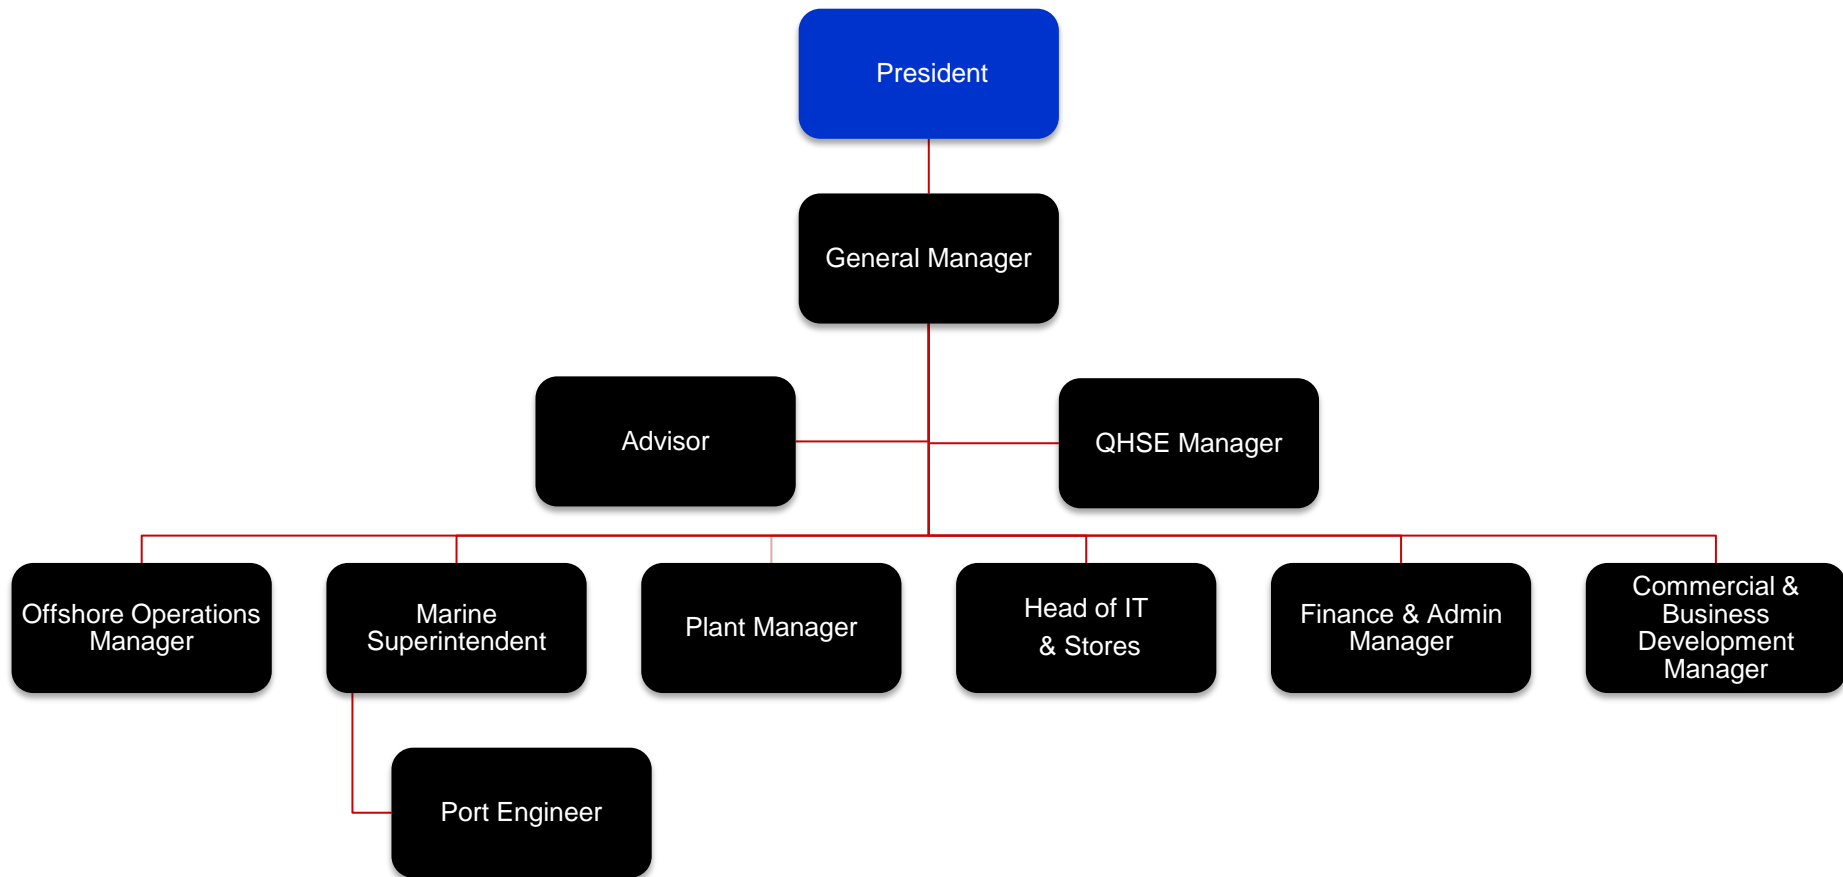 President
General Manager
Advisor
QHSE Manager
Offshore Operations
Manager
Marine
Superintendent
Plant Manager
Head of IT
& Stores
Finance & Admin
Manager
Commercial &
Business
Development
Manager
Port Engineer